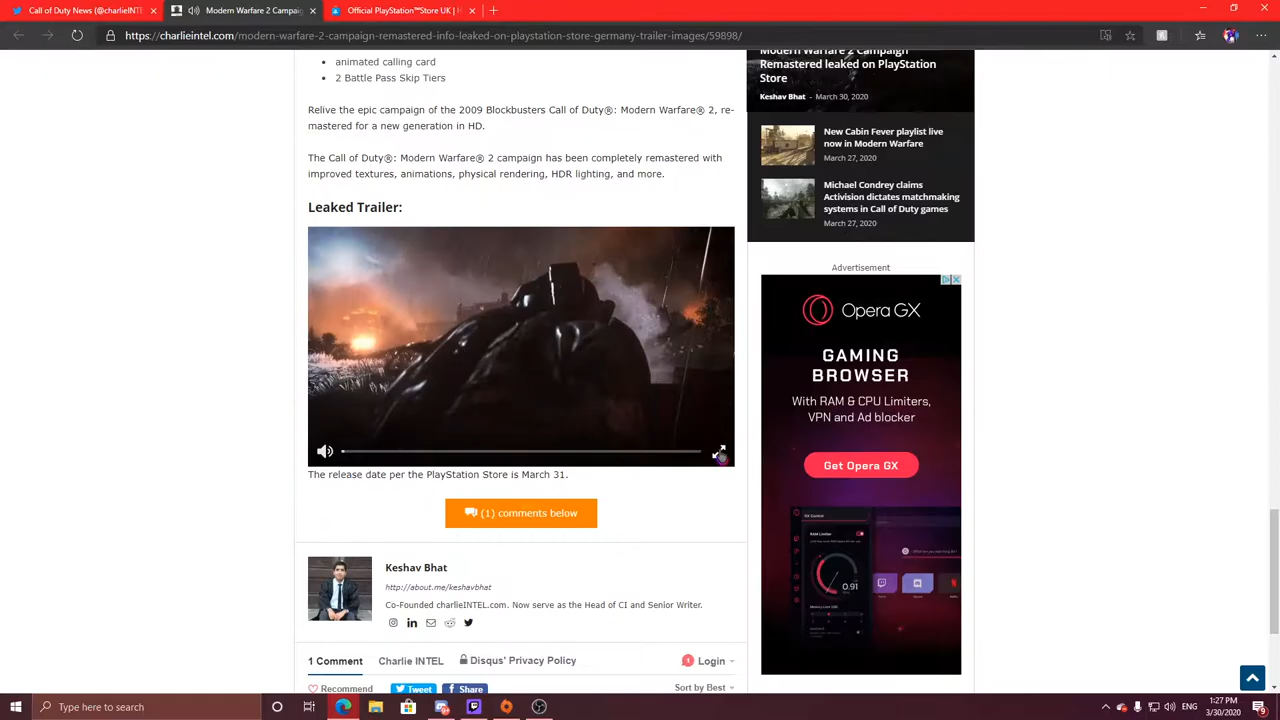 Call of Duty News (@charlieINT
Modern Warfare 2 Campaig
Official PlayStation™Store UK |
https://charlieintel.com/modern-warfare-2-campaign-remastered-info-leaked-on-playstation-store-germany-trailer-images/59898/
animated calling card
2 Battle Pass Skip Tiers
Relive the epic campaign of the 2009 Blockbusters Call of Duty®: Modern Warfare® 2, re-
mastered for a new generation in HD.
The Call of Duty®: Modern Warfare® 2 campaign has been completely remastered with
improved textures, animations, physical rendering, HDR lighting, and more.
Leaked Trailer:
The release date per the PlayStation Store is March 31.
(1) comments below
Keshav Bhat
http://about.me/keshavbhat
Co-Founded charlieINTEL.com. Now serve as the Head of CI and Senior Writer.
1 Comment
Charlie INTEL
Disqus' Privacy Policy
1
Login
Recommend
Tweet
Share
Sort by Best
Modern Warfare 2 Campaign
Remastered leaked on PlayStation
Store
Keshav Bhat - March 30, 2020
New Cabin Fever playlist live
now in Modern Warfare
March 27, 2020
Michael Condrey claims
Activision dictates matchmaking
systems in Call of Duty games
March 27, 2020
Advertisement
Opera GX
GAMING
BROWSER
With RAM & CPU Limiters,
VPN and Ad blocker
Get Opera GX
GX Control
RAM Limiter
0.91
Type here to search
ENG
1:27 PM
3/30/2020
9